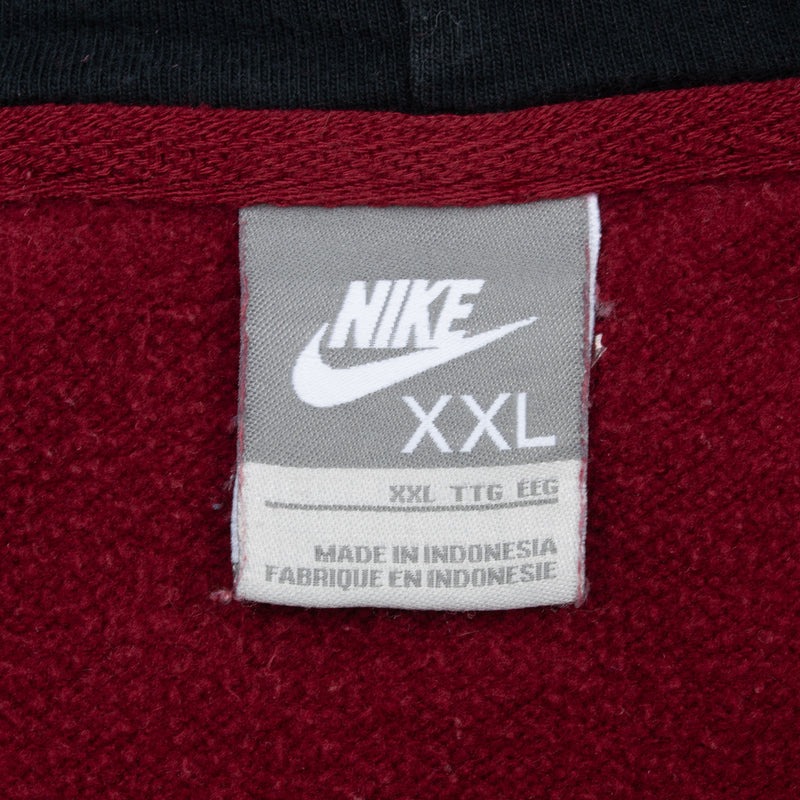 NIKE
XXL
XXL TTG EEG
MADE IN INDONESIA
FABRIQUE EN INDONESIE